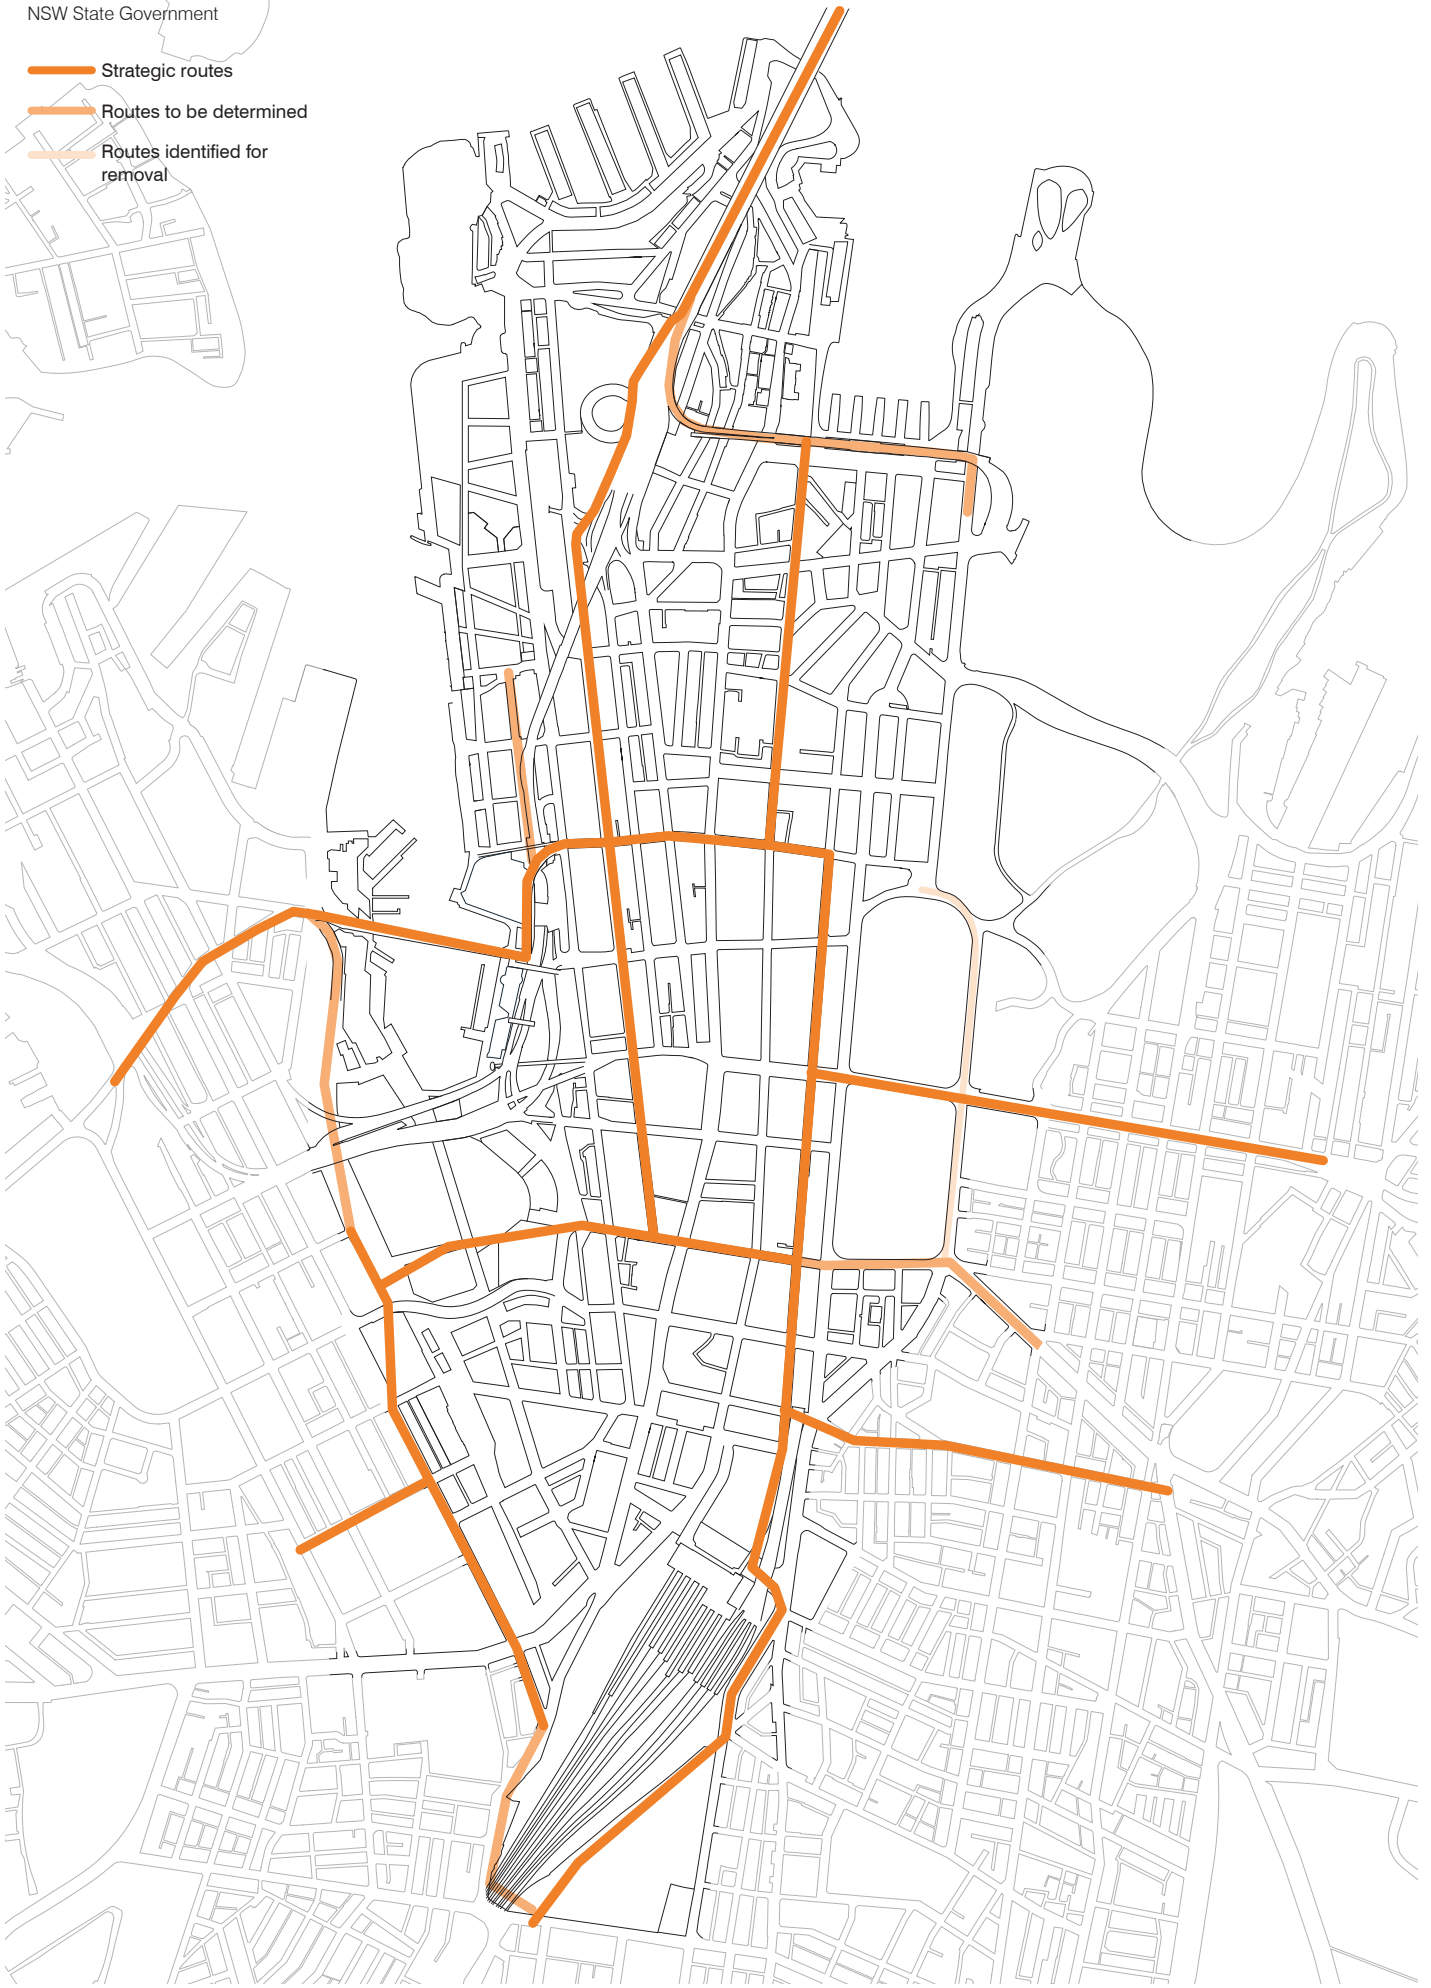 NSW State Government
Strategic routes
Routes to be determined
Routes identified for
removal